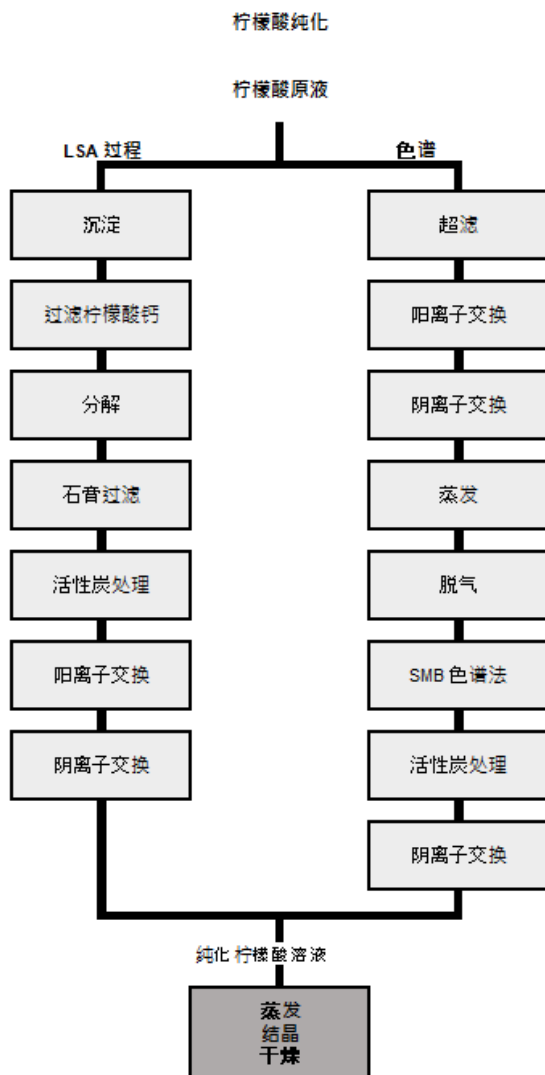 柠檬酸纯化
柠檬酸原液
LSA 过程
色谱
沉淀
过滤柠檬酸钙
分解
石膏过滤
活性炭处理
阳离子交换
阴离子交换
超滤
阳离子交换
阴离子交换
蒸发
脱气
SMB 色谱法
活性炭处理
阴离子交换
纯化 柠檬酸溶液
蒸发
结晶
干燥